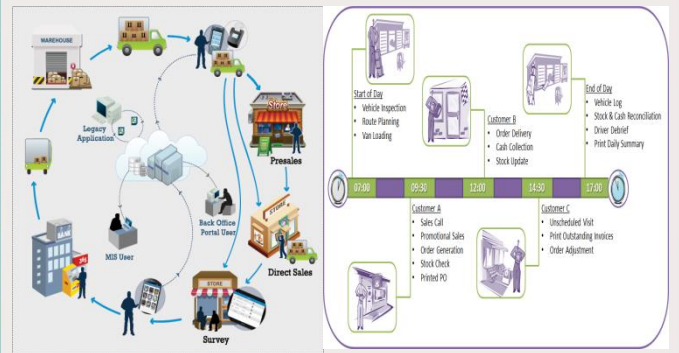 WAREHOUSE
Legacy
Application
Store
Presales
STORE
Back Office
Portal User
MIS User
Direct Sales
BANK
STORE
Survey
Start of Day
• Vehicle Inspection
• Route Planning
• Van Loading
Customer B
• Order Delivery
• Cash Collection
• Stock Update
End of Day
• Vehicle Log
• Stock & Cash Reconciliation
• Driver Debrief
• Print Daily Summary
07:00 09:30 12:00 14:30 17:00
Customer A
• Sales Call
• Promotional Sales
• Order Generation
• Stock Check
• Printed PO
Customer C
• Unscheduled Visit
• Print Outstanding Invoices
• Order Adjustment